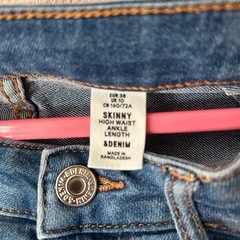 EUR 38
UK 10
CN 160/72A
SKINNY
HIGH WAIST
ANKLE
LENGTH
&DENIM
MADE IN
BANGLADESH